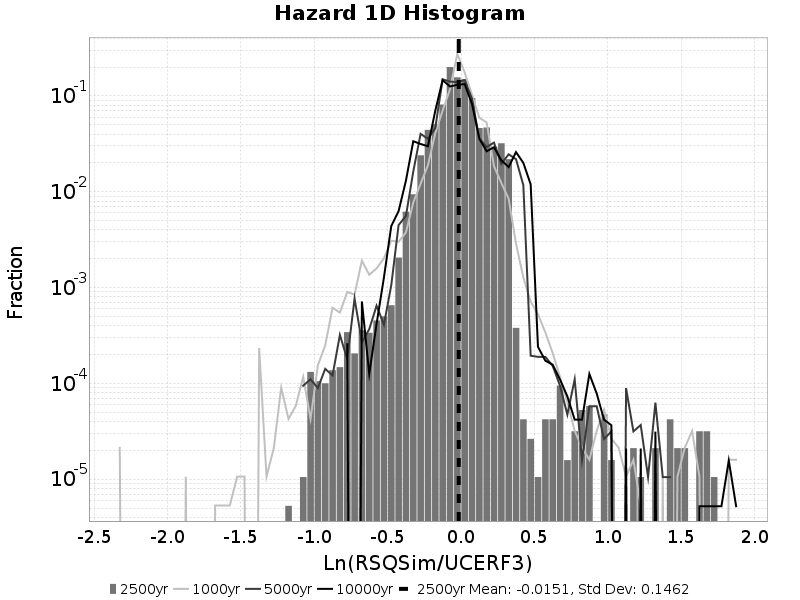 Hazard 1D Histogram
Fraction
10-1
10-2
10-3
10-4
10-5
-2.5 -2.0 -1.5 -1.0 -0.5 0.0 0.5 1.0 1.5 2.0
Ln(RSQSim/UCERF3)
2500yr 1000yr 5000yr 10000yr 2500yr Mean: -0.0151, Std Dev: 0.1462